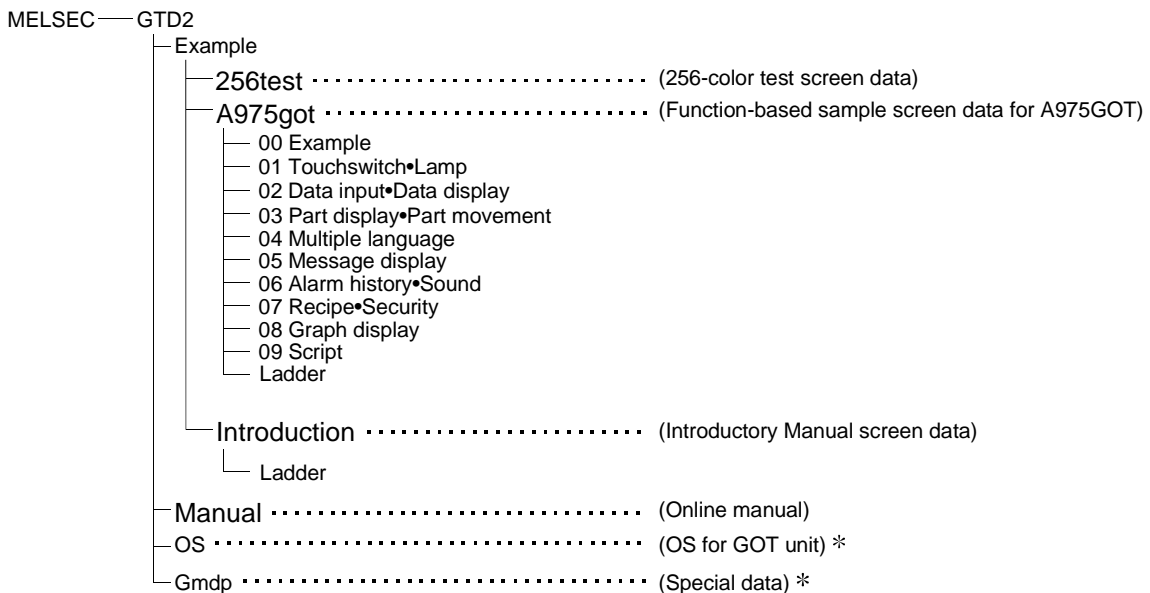 MELSEC GTD2
Example
256test (256-color test screen data)
A975got (Function-based sample screen data for A975GOT)
00 Example
01 Touchswitch•Lamp
02 Data input•Data display
03 Part display•Part movement
04 Multiple language
05 Message display
06 Alarm history•Sound
07 Recipe•Security
08 Graph display
09 Script
Ladder
Introduction (Introductory Manual screen data)
Ladder
Manual (Online manual)
OS (OS for GOT unit) *
Gmdp (Special data) *